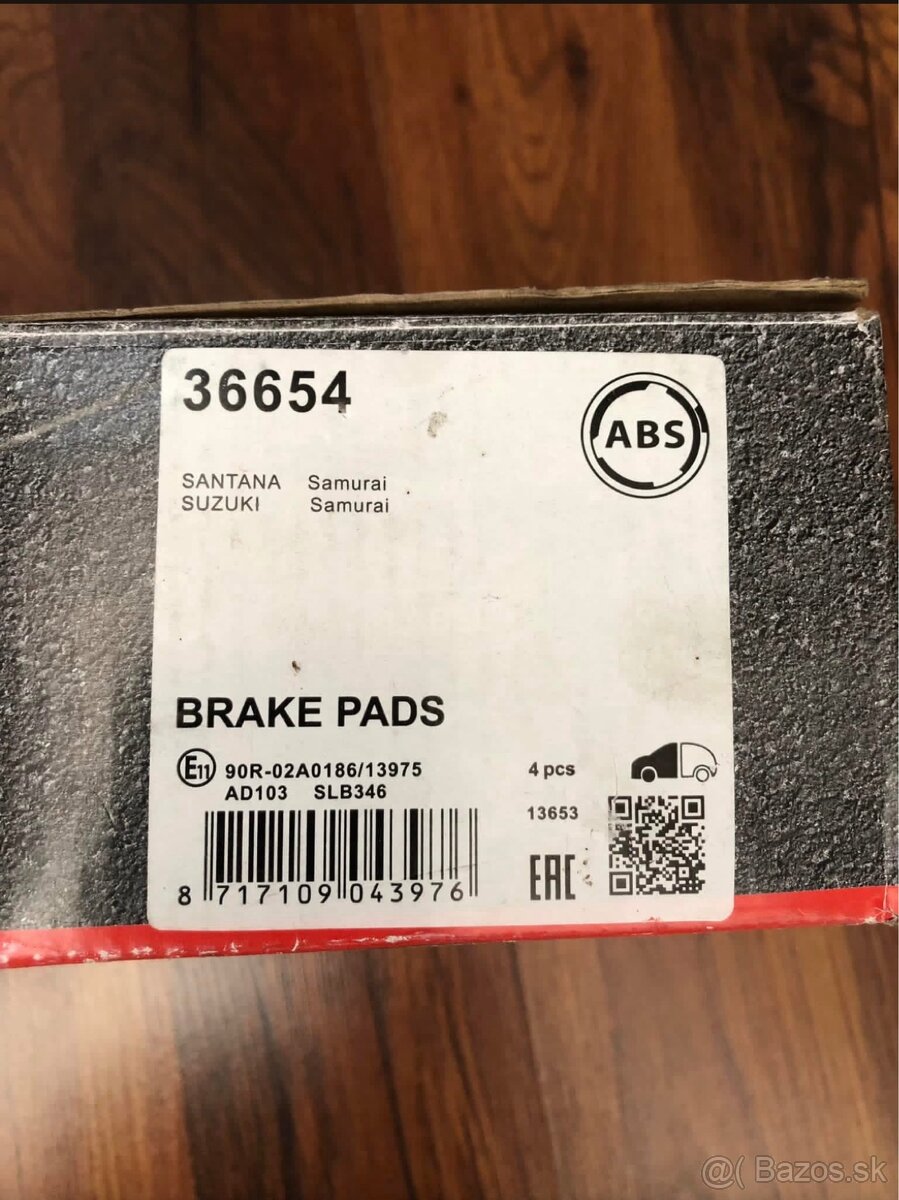 36654
ABS
SANTANA Samurai
SUZUKI Samurai
BRAKE PADS
E11 90R-02A0186/13975
4 pcs
AD103 SLB346
13653
8 717109 043976
EAC
@( Bazos.sk